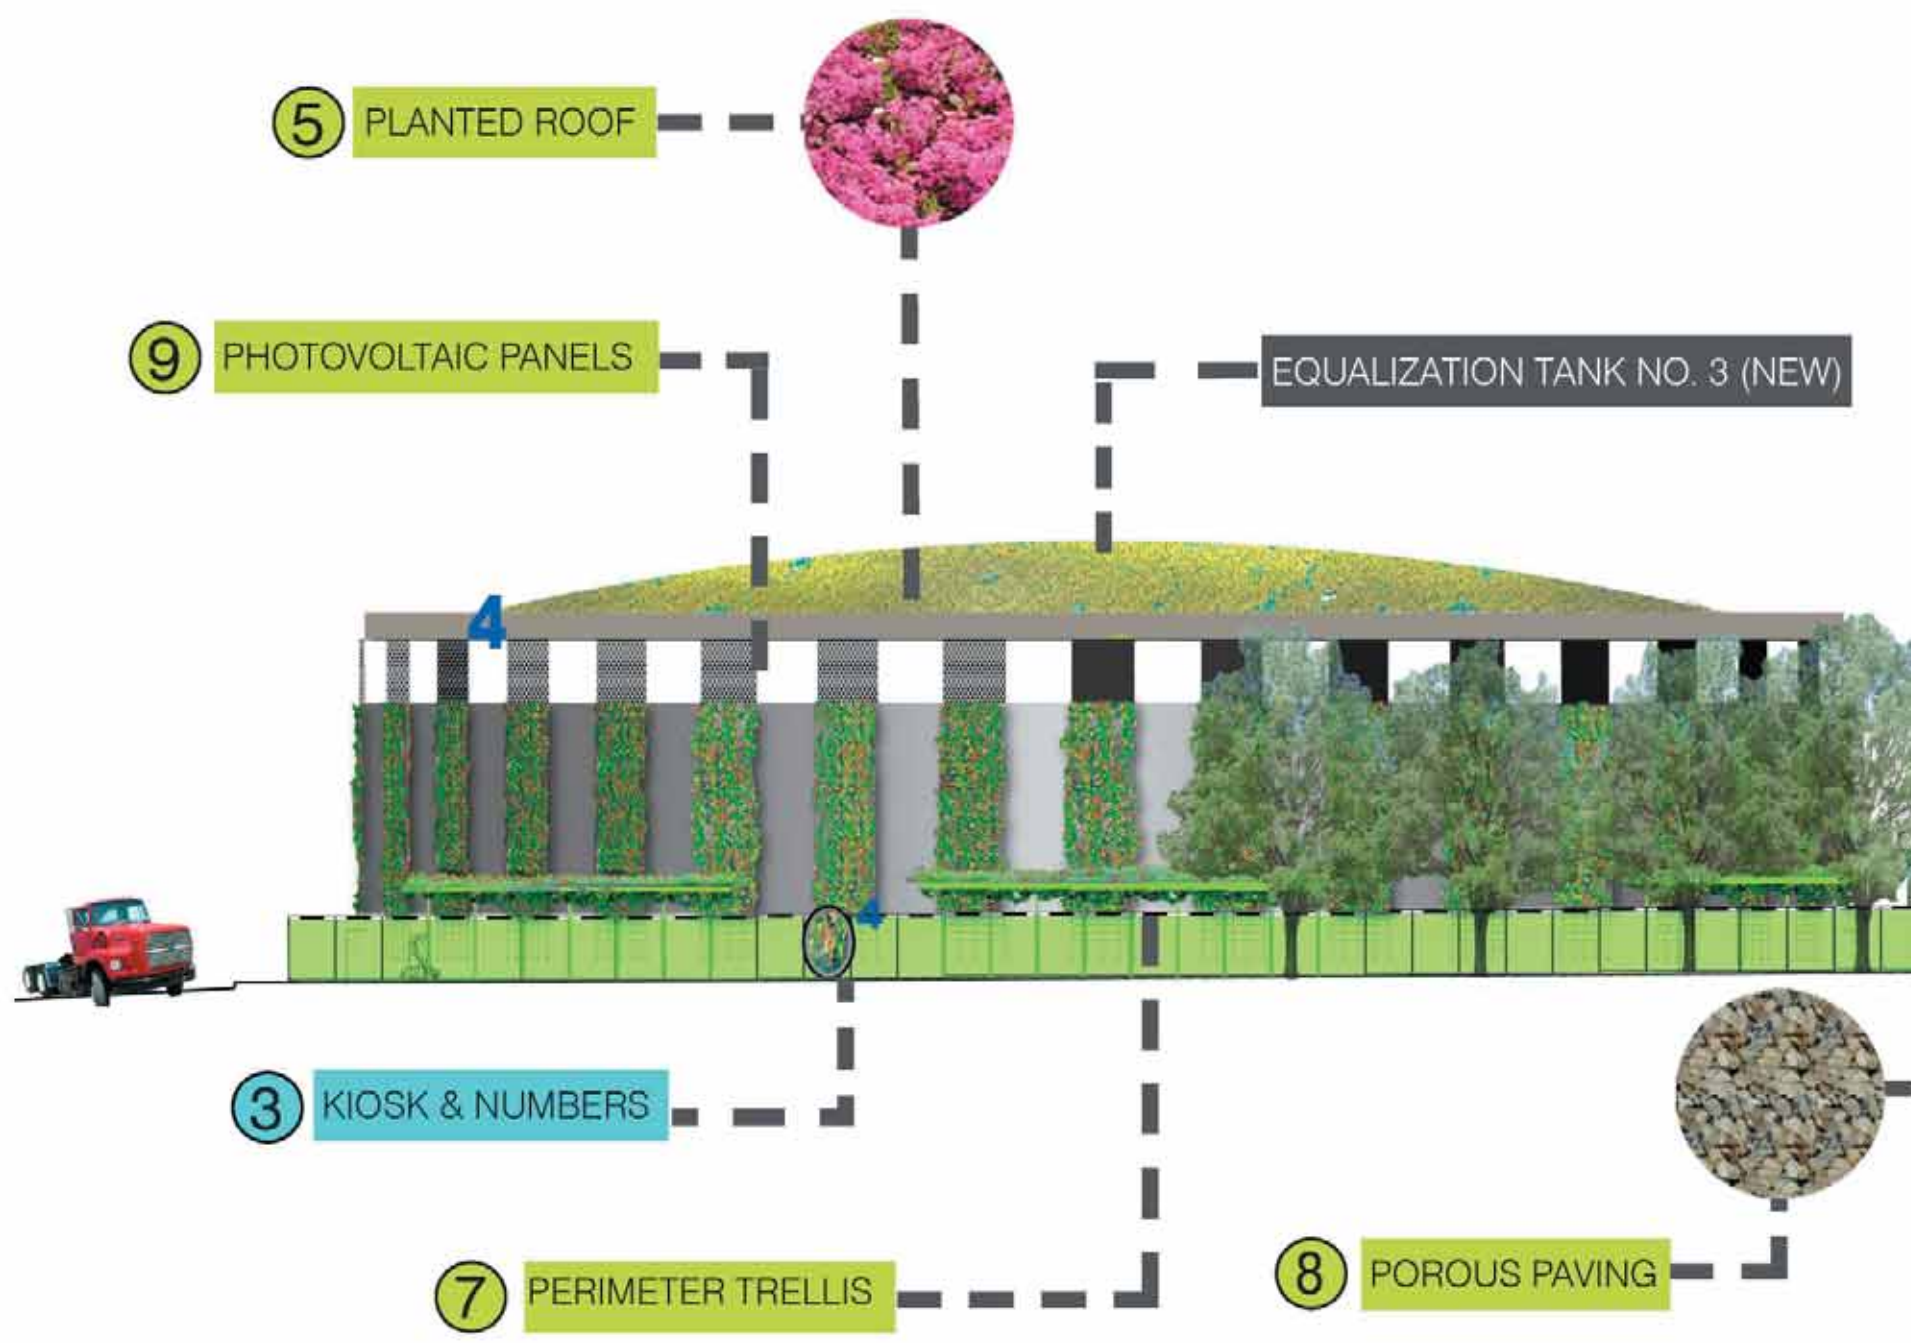 5 PLANTED ROOF
9 PHOTOVOLTAIC PANELS
EQUALIZATION TANK NO. 3 (NEW)
4
4
3 KIOSK & NUMBERS
7 PERIMETER TRELLIS
8 POROUS PAVING